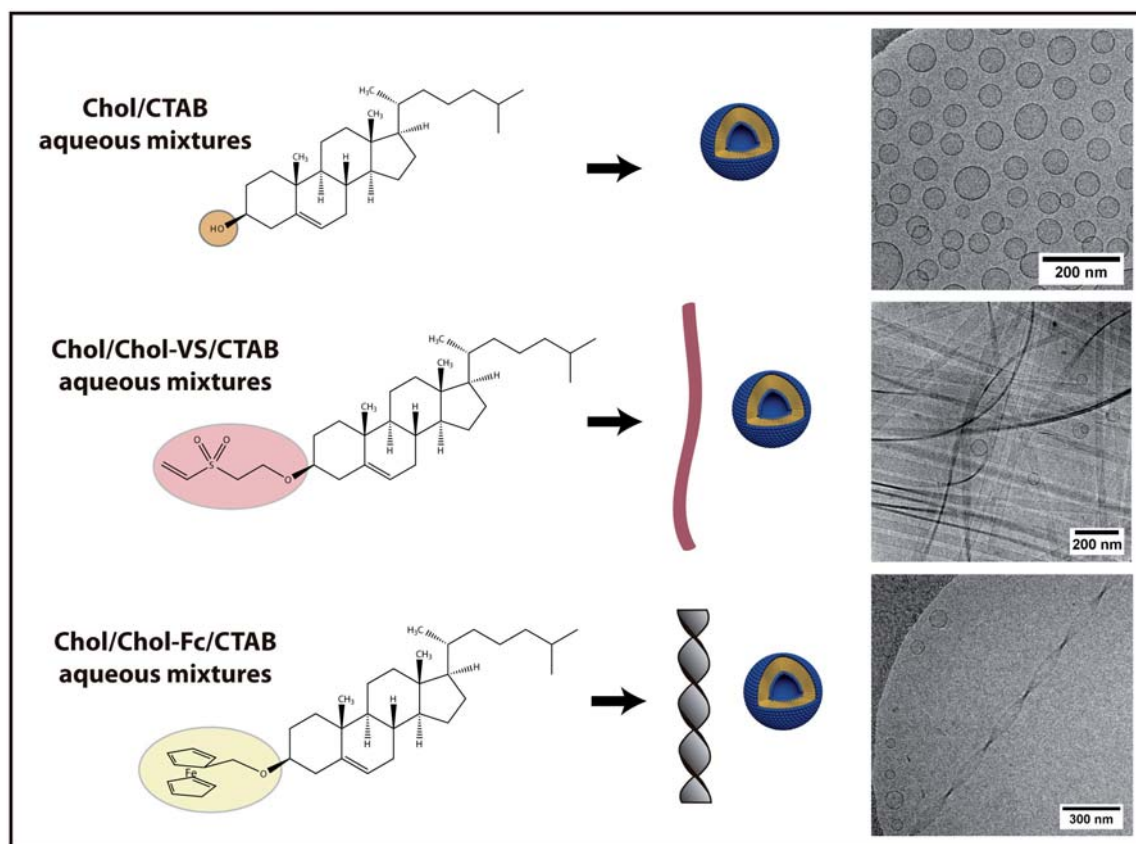 Chol/CTAB
aqueous mixtures
H₃C
CH₃
H
CH₃
H
H
H
HO
200 nm
Chol/Chol-VS/CTAB
aqueous mixtures
H₃C
CH₃
H
CH₃
H
O
O
S
H
H
O
200 nm
Chol/Chol-Fc/CTAB
aqueous mixtures
H₃C
CH₃
H
CH₃
H
H
H
Fe
O
300 nm